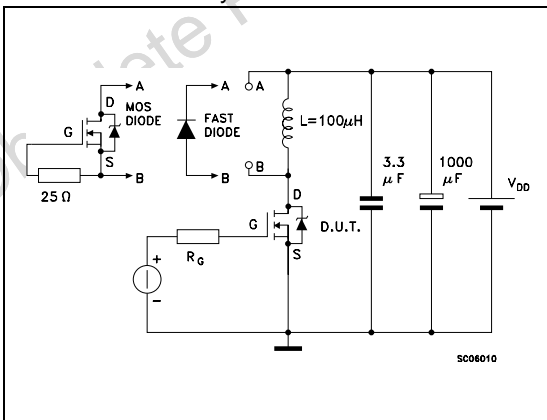 A
D
MOS
DIODE
G
S
B
25 Ω
A
FAST
DIODE
B
A
L=100μH
B
D
G
D.U.T.
S
RG
+
–
3.3
μF
1000
μF
VDD
SC06010